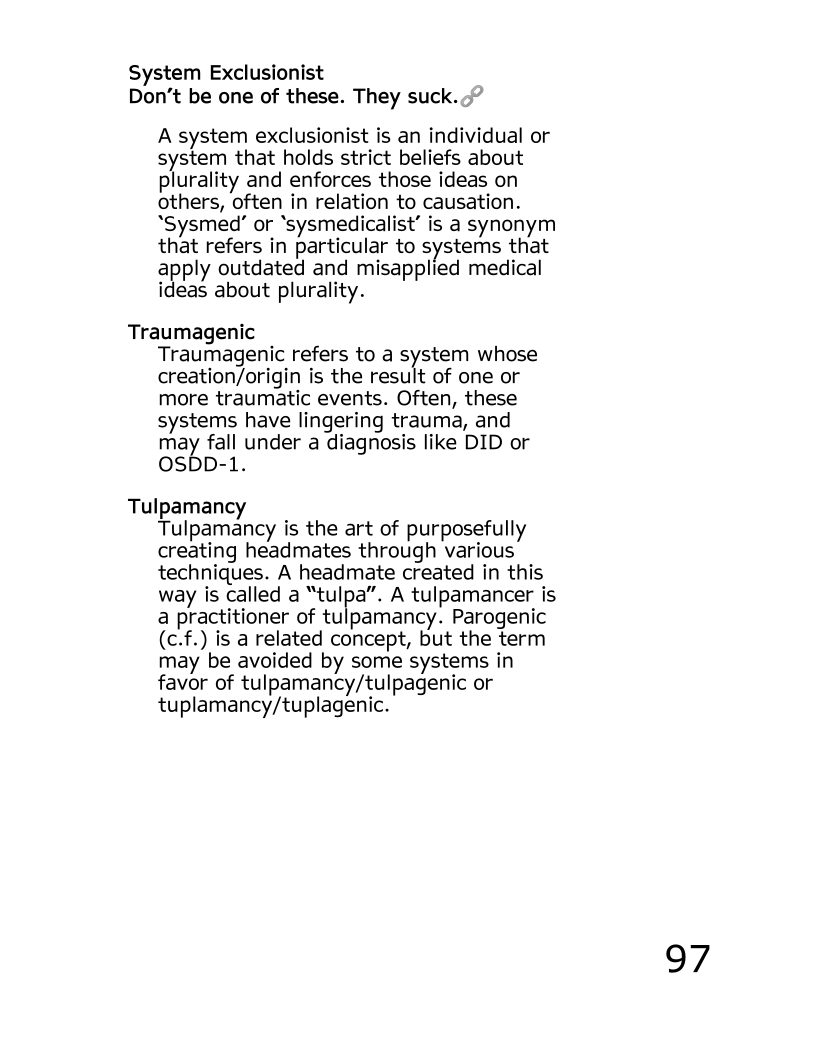 System Exclusionist
Don’t be one of these. They suck.
A system exclusionist is an individual or
system that holds strict beliefs about
plurality and enforces those ideas on
others, often in relation to causation.
‘Sysmed’ or ‘sysmedicalist’ is a synonym
that refers in particular to systems that
apply outdated and misapplied medical
ideas about plurality.
Traumagenic
Traumagenic refers to a system whose
creation/origin is the result of one or
more traumatic events. Often, these
systems have lingering trauma, and
may fall under a diagnosis like DID or
OSDD-1.
Tulpamancy
Tulpamancy is the art of purposefully
creating headmates through various
techniques. A headmate created in this
way is called a “tulpa”. A tulpamancer is
a practitioner of tulpamancy. Parogenic
(c.f.) is a related concept, but the term
may be avoided by some systems in
favor of tulpamancy/tulpagenic or
tuplamancy/tuplagenic.
97